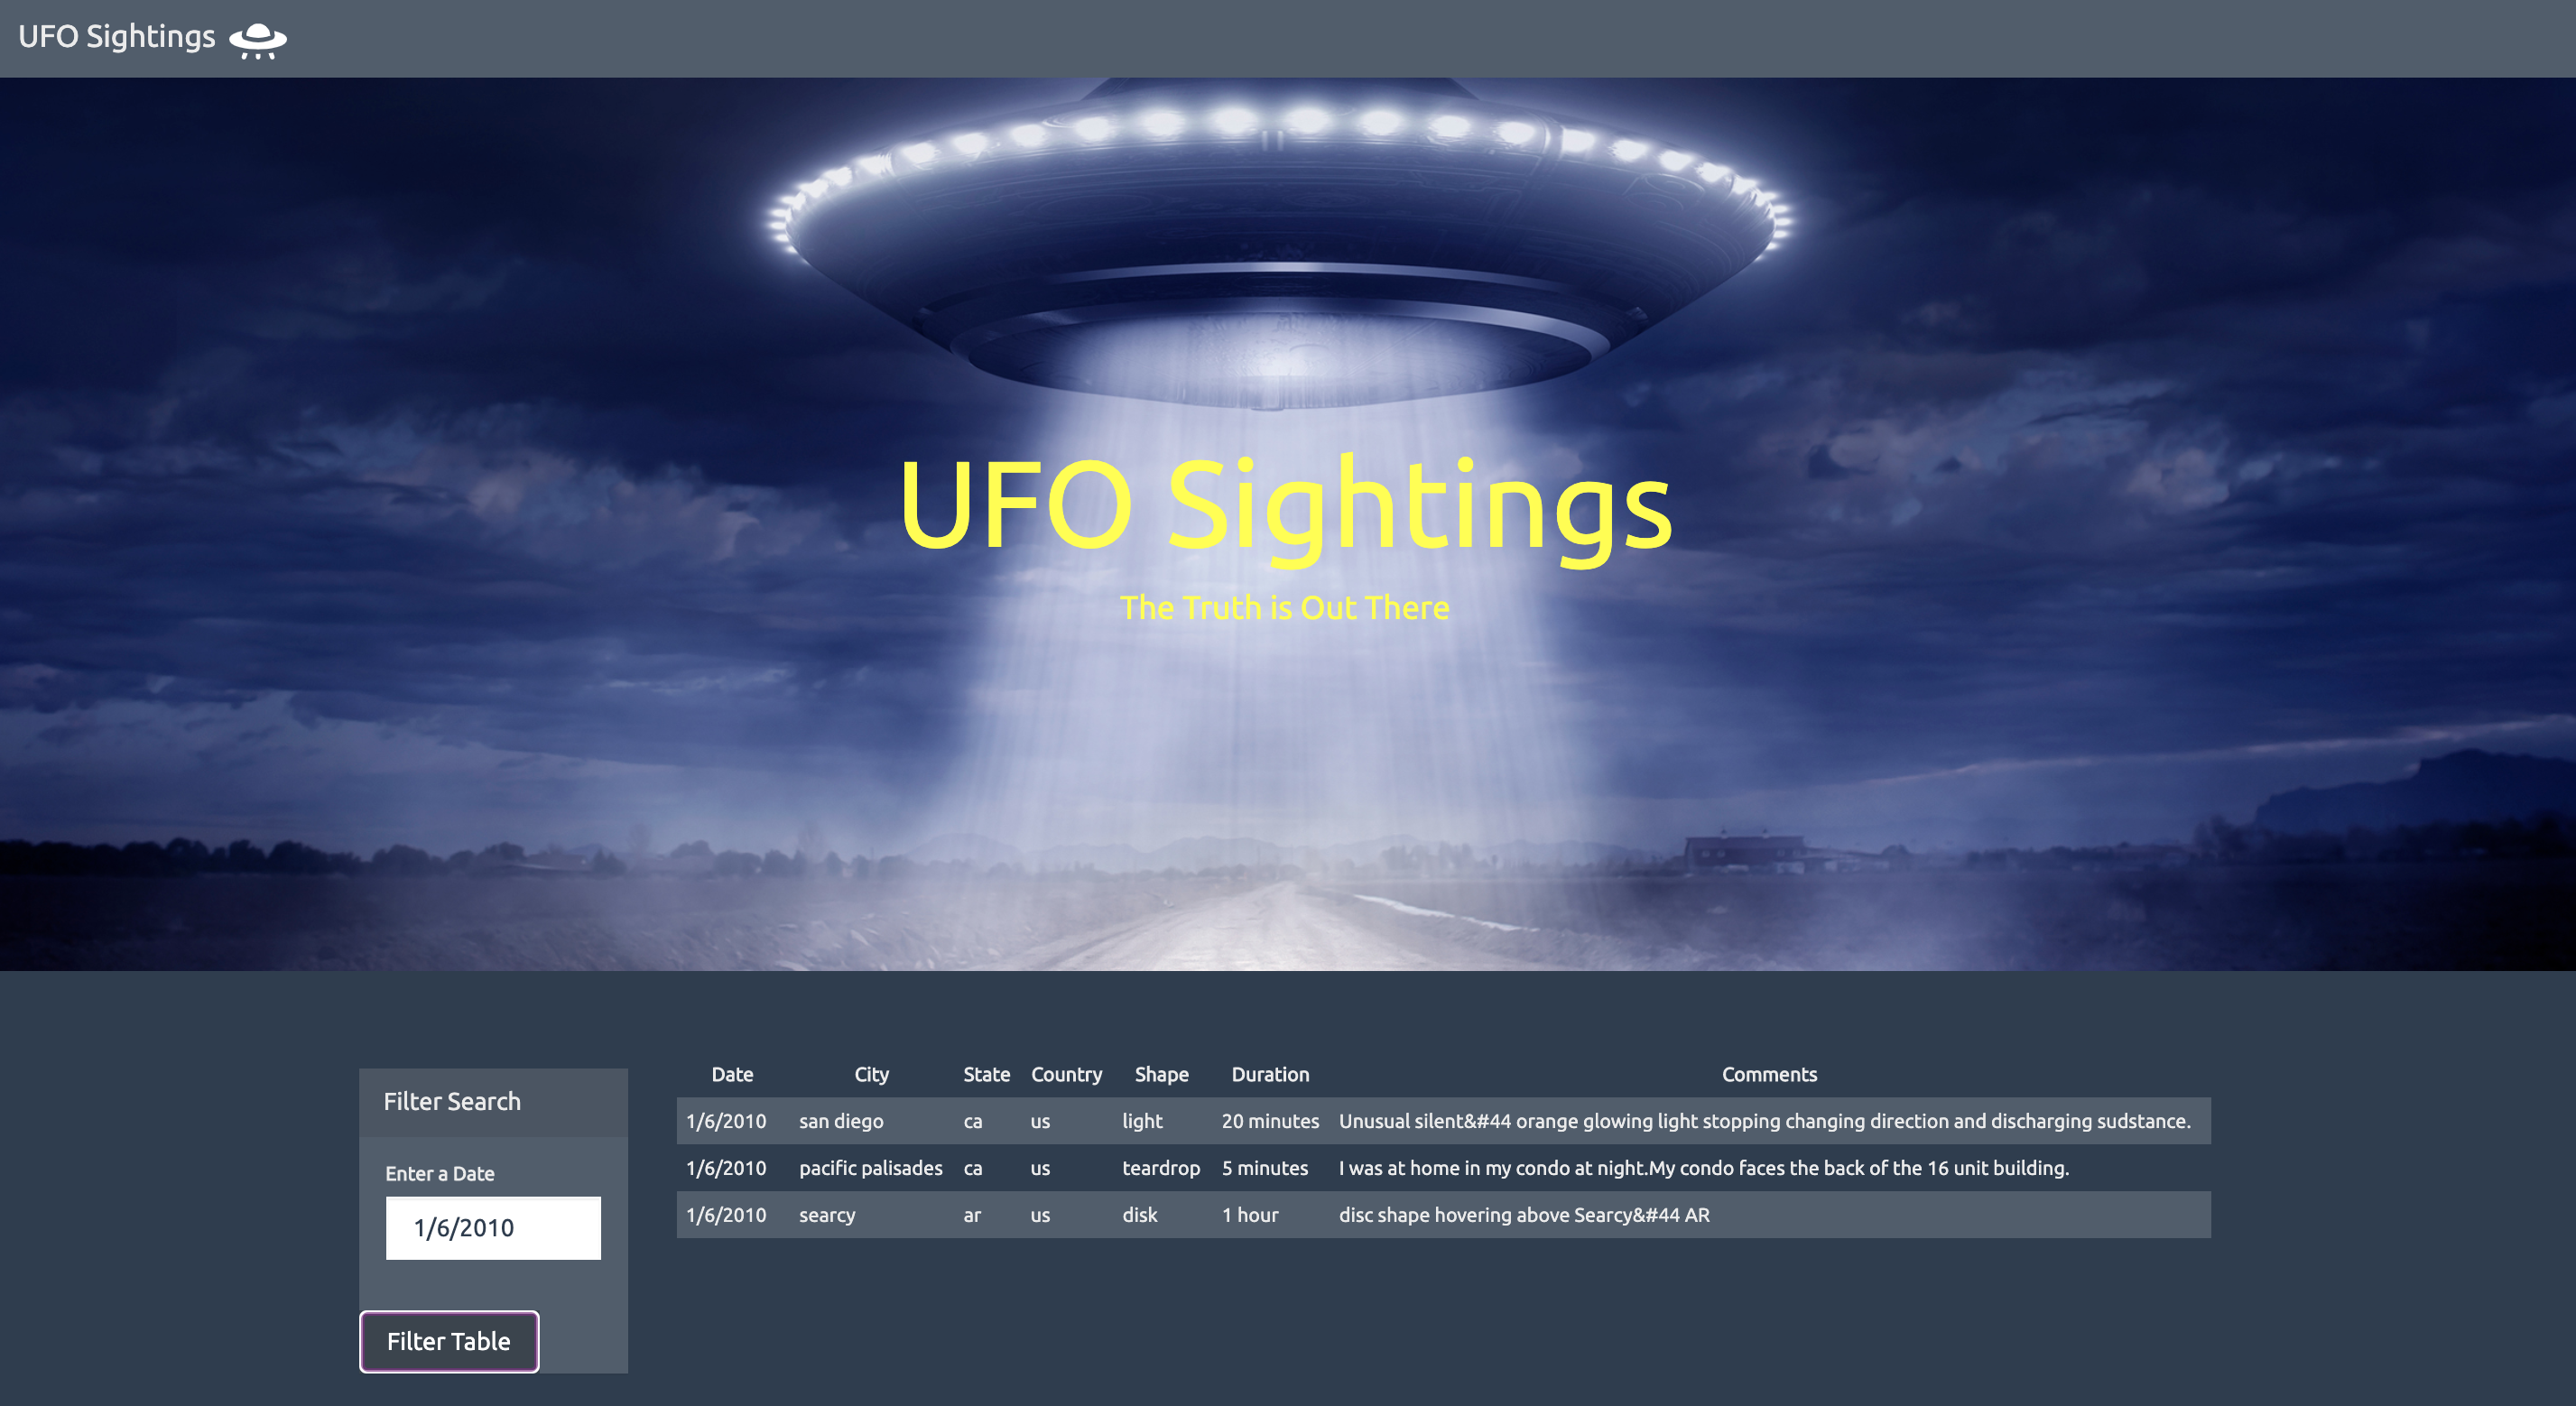 UFO Sightings
UFO Sightings
The Truth is Out There
Filter Search
Enter a Date
1/6/2010
Filter Table
Date City State Country Shape Duration Comments
1/6/2010 san diego ca us light 20 minutes Unusual silent&#44 orange glowing light stopping changing direction and discharging sudstance.
1/6/2010 pacific palisades ca us teardrop 5 minutes I was at home in my condo at night.My condo faces the back of the 16 unit building.
1/6/2010 searcy ar us disk 1 hour disc shape hovering above Searcy&#44 AR